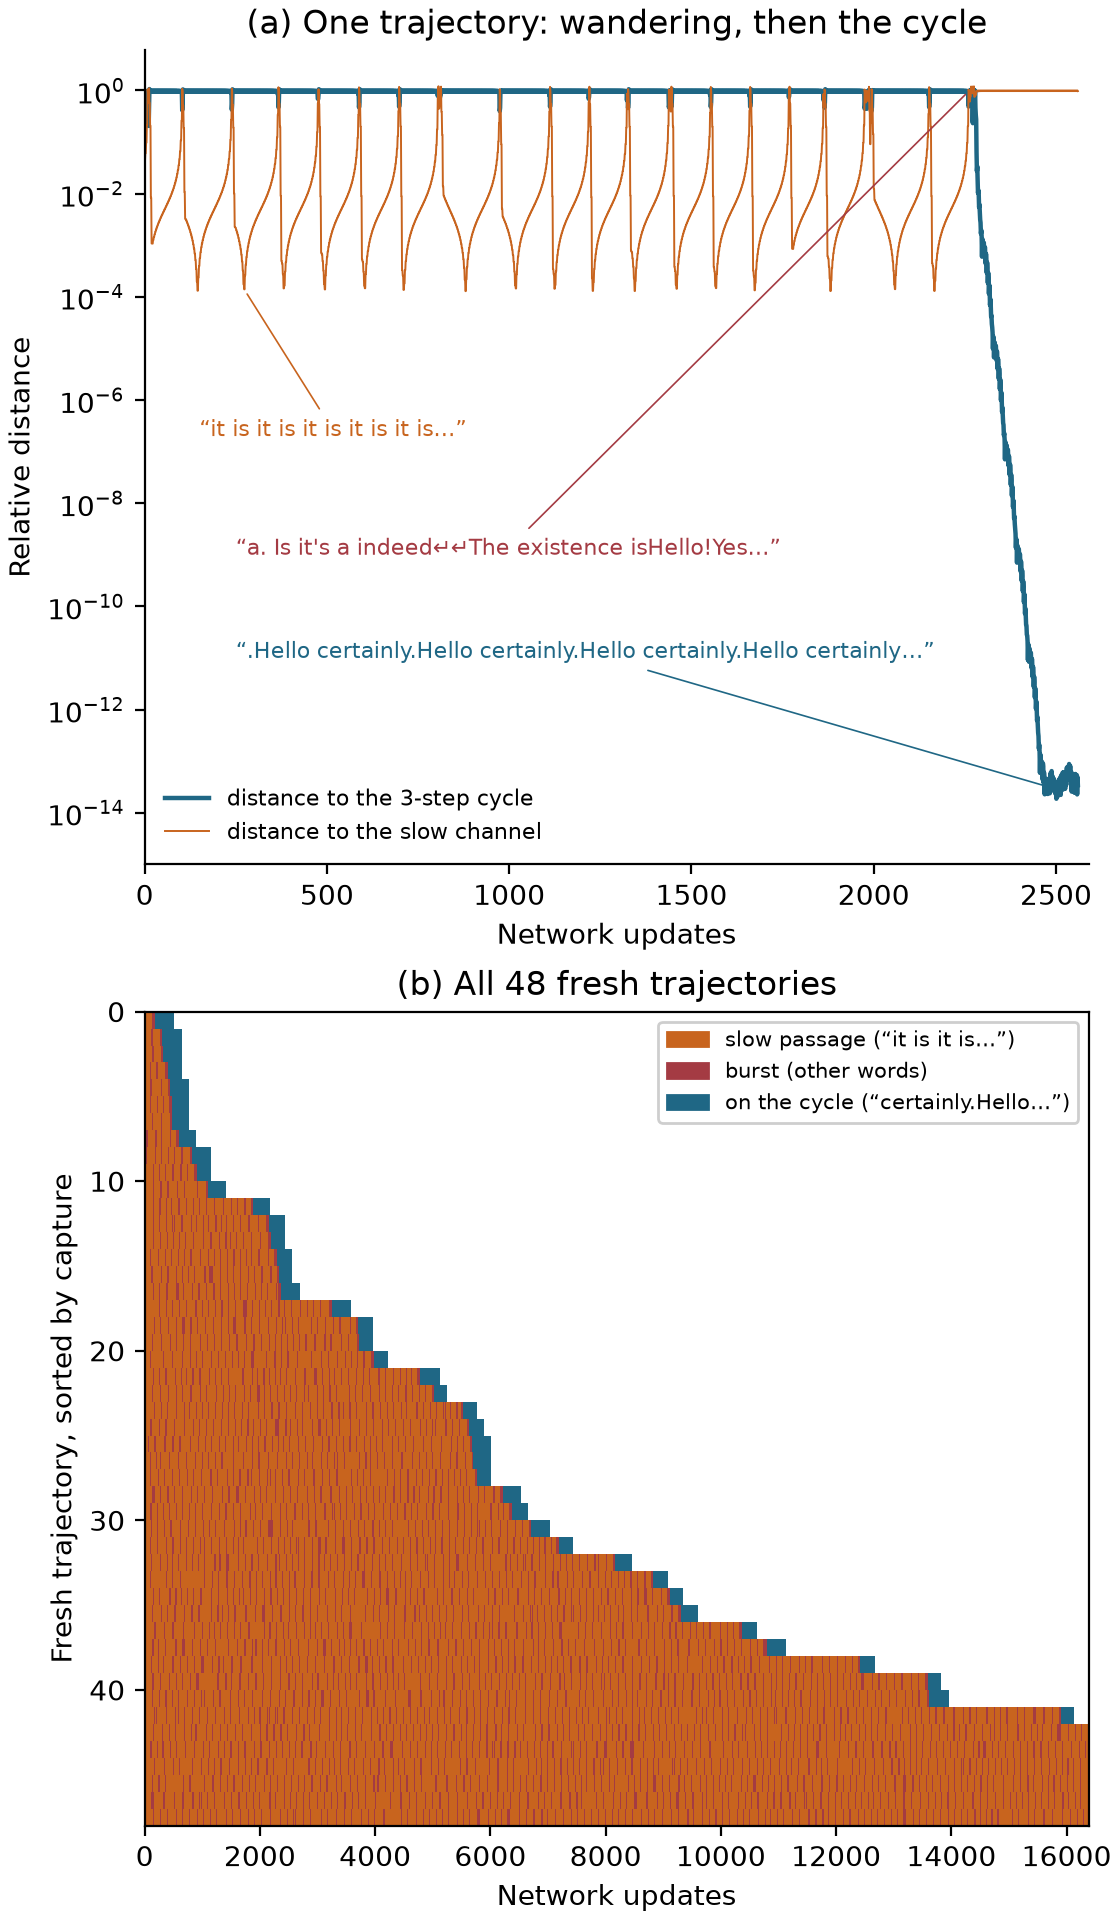 (a) One trajectory: wandering, then the cycle
10⁰
10⁻²
10⁻⁴
10⁻⁶
10⁻⁸
10⁻¹⁰
10⁻¹²
10⁻¹⁴
Relative distance
“it is it is it is it is it is…”
“a. Is it's a indeed↵↵The existence isHello!Yes…”
“.Hello certainly.Hello certainly.Hello certainly.Hello certainly…”
distance to the 3-step cycle
distance to the slow channel
0 500 1000 1500 2000 2500
Network updates
(b) All 48 fresh trajectories
slow passage (“it is it is…”)
burst (other words)
on the cycle (“certainly.Hello…”)
0
10
20
30
40
Fresh trajectory, sorted by capture
0 2000 4000 6000 8000 10000 12000 14000 16000
Network updates